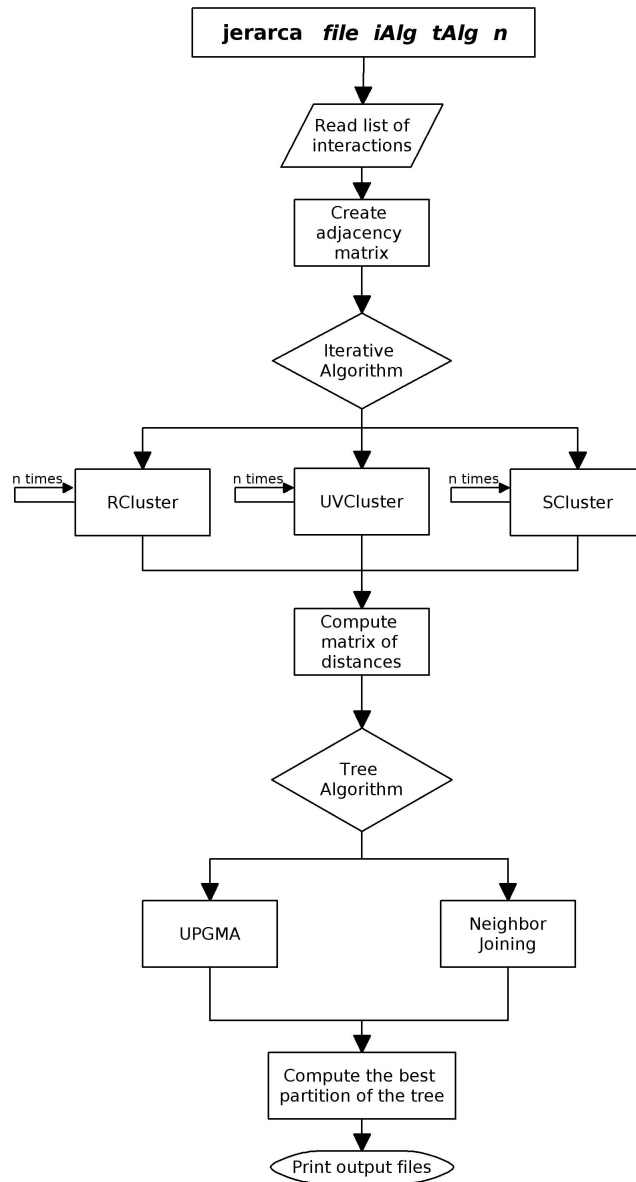 jerarca file iAlg tAlg n
Read list of
interactions
Create
adjacency
matrix
Iterative
Algorithm
n times
n times
n times
RCluster
UVCluster
SCluster
Compute
matrix of
distances
Tree
Algorithm
UPGMA
Neighbor
Joining
Compute the best
partition of the tree
Print output files